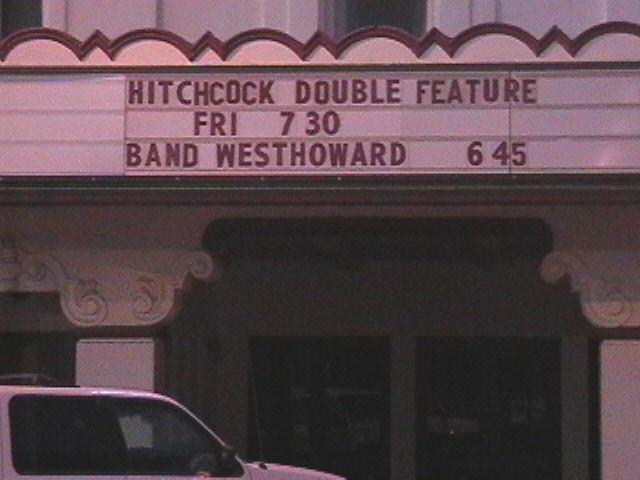 HITCHCOCK DOUBLE FEATURE
FRI 7 30
BAND WESTHOWARD 6 45